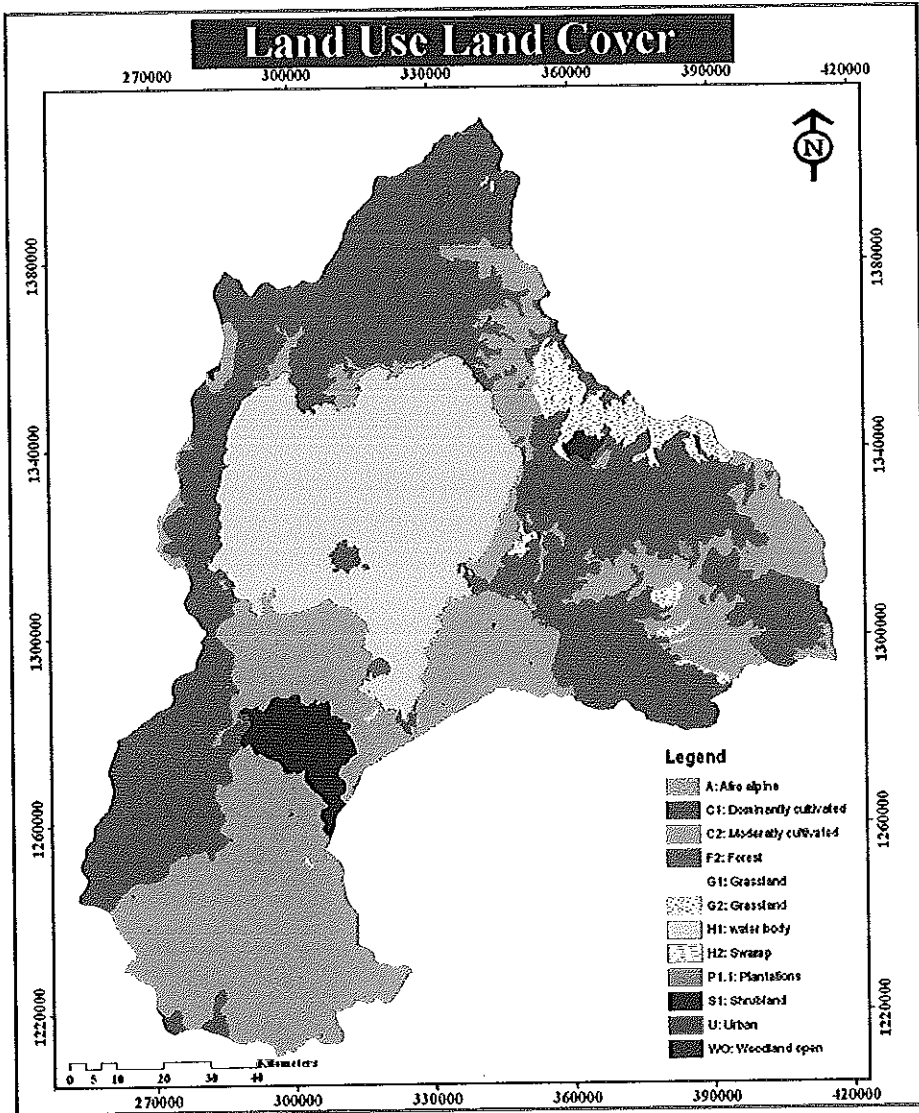 Land Use Land Cover
270000 300000 330000 360000 390000 420000
N
1380000 1380000
1340000 1340000
1300000 1300000
1260000 1260000
1220000 1220000
Legend
A: Afro alpine
C1: Dominantly cultivated
C2: Moderately cultivated
F2: Forest
G1: Grassland
G2: Grassland
H1: water body
H2: Swamp
P1.1: Plantations
S1: Shrubland
U: Urban
WO: Woodland open
Kilometers
0 5 10 20 30 40
270000 300000 330000 360000 390000 420000